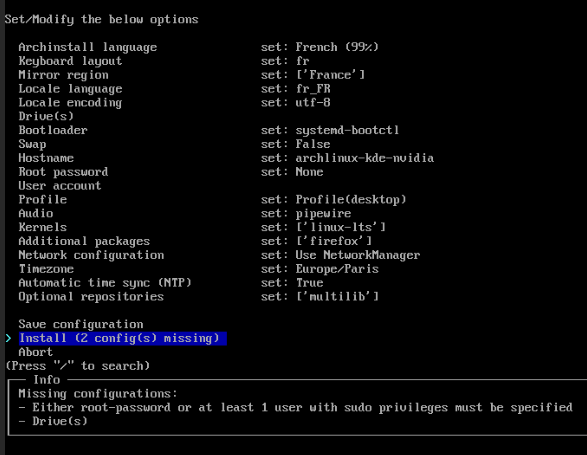 Set/Modify the below options
Archinstall language set: French (99%)
Keyboard layout set: fr
Mirror region set: ['France']
Locale language set: fr_FR
Locale encoding set: utf-8
Drive(s)
Bootloader set: systemd-bootctl
Swap set: False
Hostname set: archlinux-kde-nvidia
Root password set: None
User account
Profile set: Profile(desktop)
Audio set: pipewire
Kernels set: ['linux-lts']
Additional packages set: ['firefox']
Network configuration set: Use NetworkManager
Timezone set: Europe/Paris
Automatic time sync (NTP) set: True
Optional repositories set: ['multilib']
Save configuration
> Install (2 config(s) missing)
Abort
(Press "/" to search)
Info
Missing configurations:
- Either root-password or at least 1 user with sudo privileges must be specified
- Drive(s)